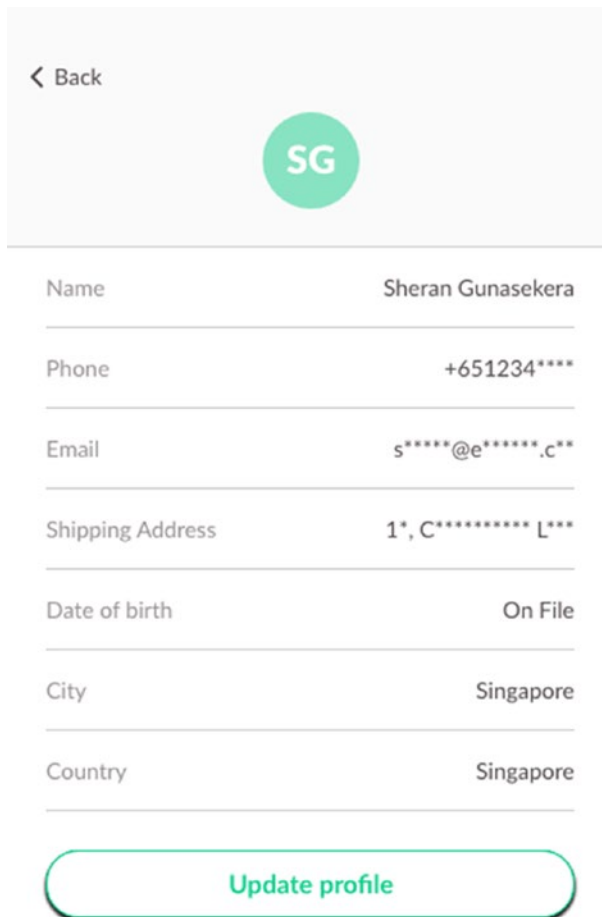 Back
SG
Name Sheran Gunasekera
Phone +651234****
Email s*****@e******.c**
Shipping Address 1*, C********** L***
Date of birth On File
City Singapore
Country Singapore
Update profile